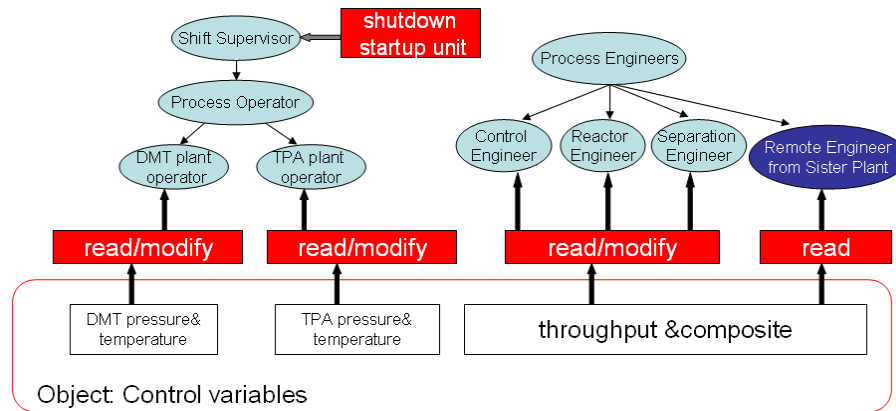 shutdown
startup unit
Shift Supervisor
Process Engineers
Process Operator
DMT plant
operator
TPA plant
operator
Control
Engineer
Reactor
Engineer
Separation
Engineer
Remote Engineer
from Sister Plant
read/modify
read/modify
read/modify
read
DMT pressure&
temperature
TPA pressure&
temperature
throughput &composite
Object: Control variables